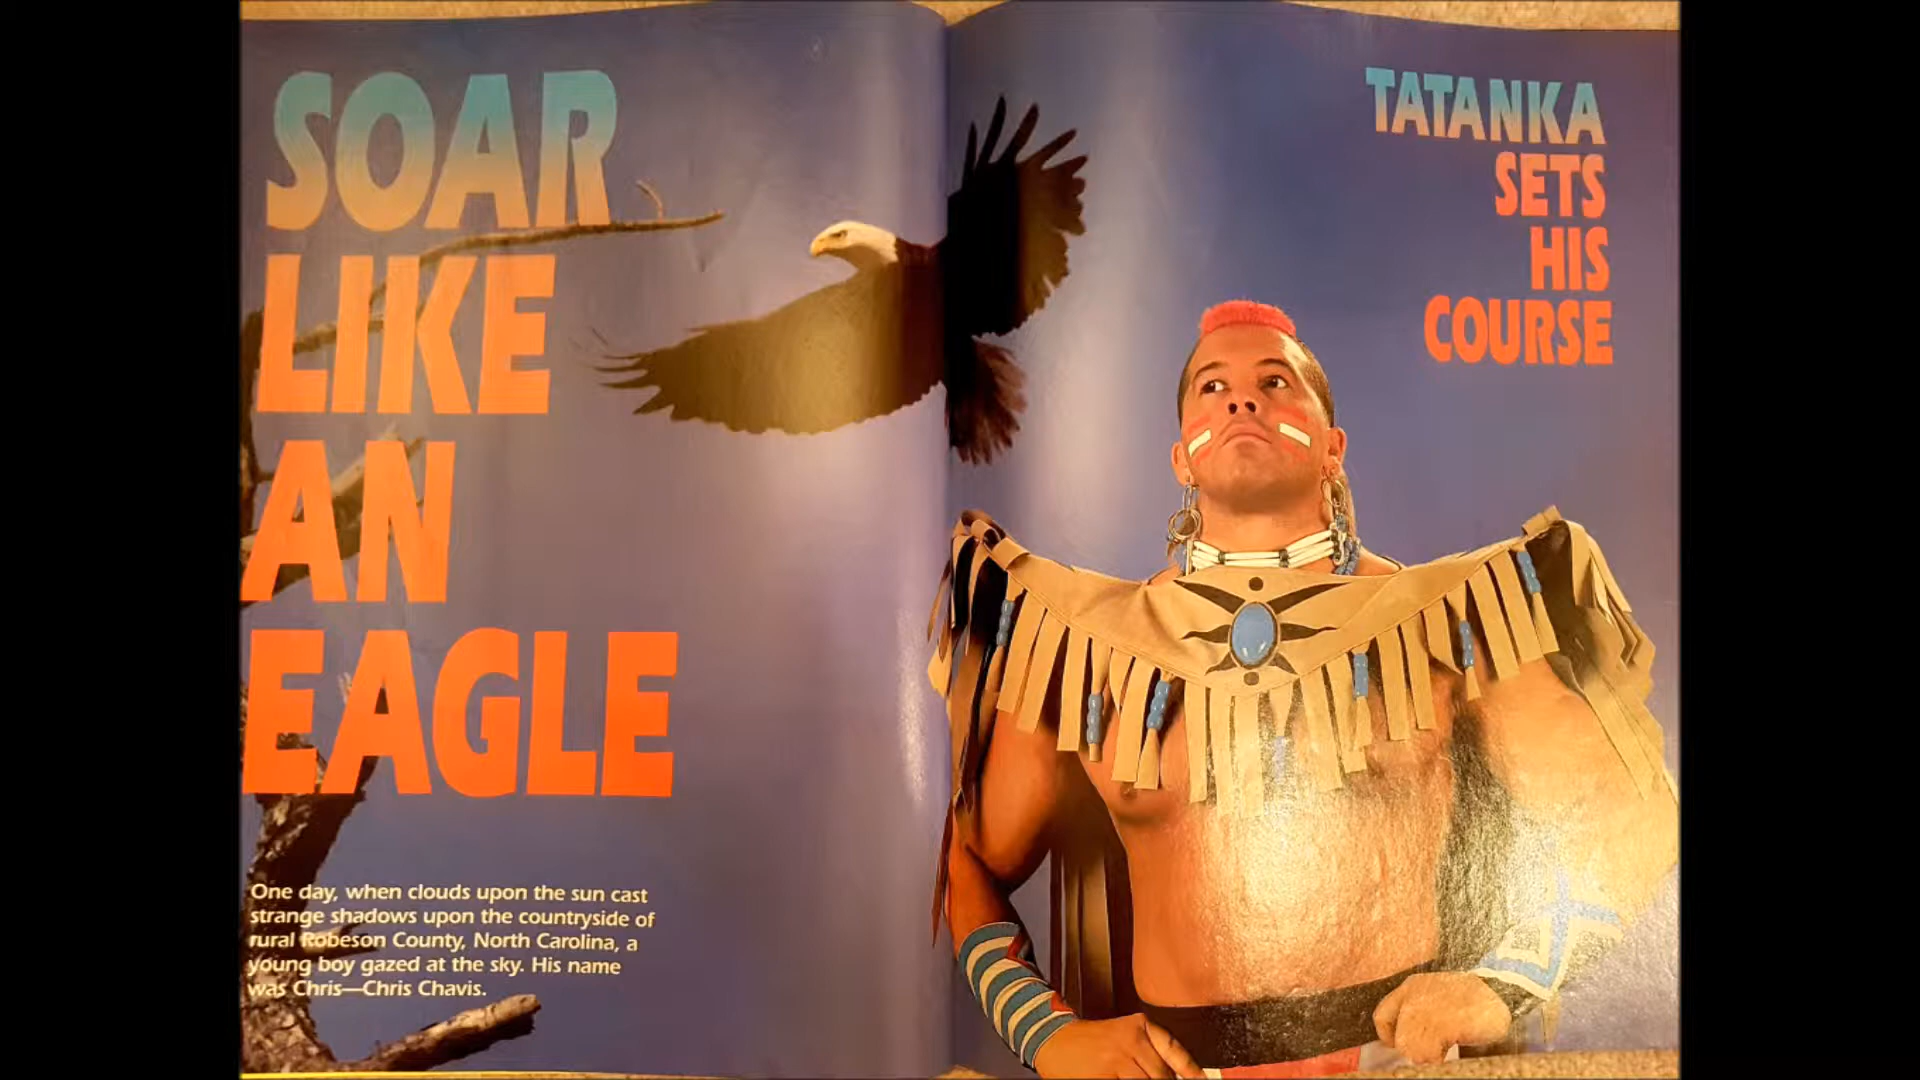 SOAR
LIKE
AN
EAGLE
One day, when clouds upon the sun cast
strange shadows upon the countryside of
rural Robeson County, North Carolina, a
young boy gazed at the sky. His name
was Chris—Chris Chavis.
TATANKA
SETS
HIS
COURSE